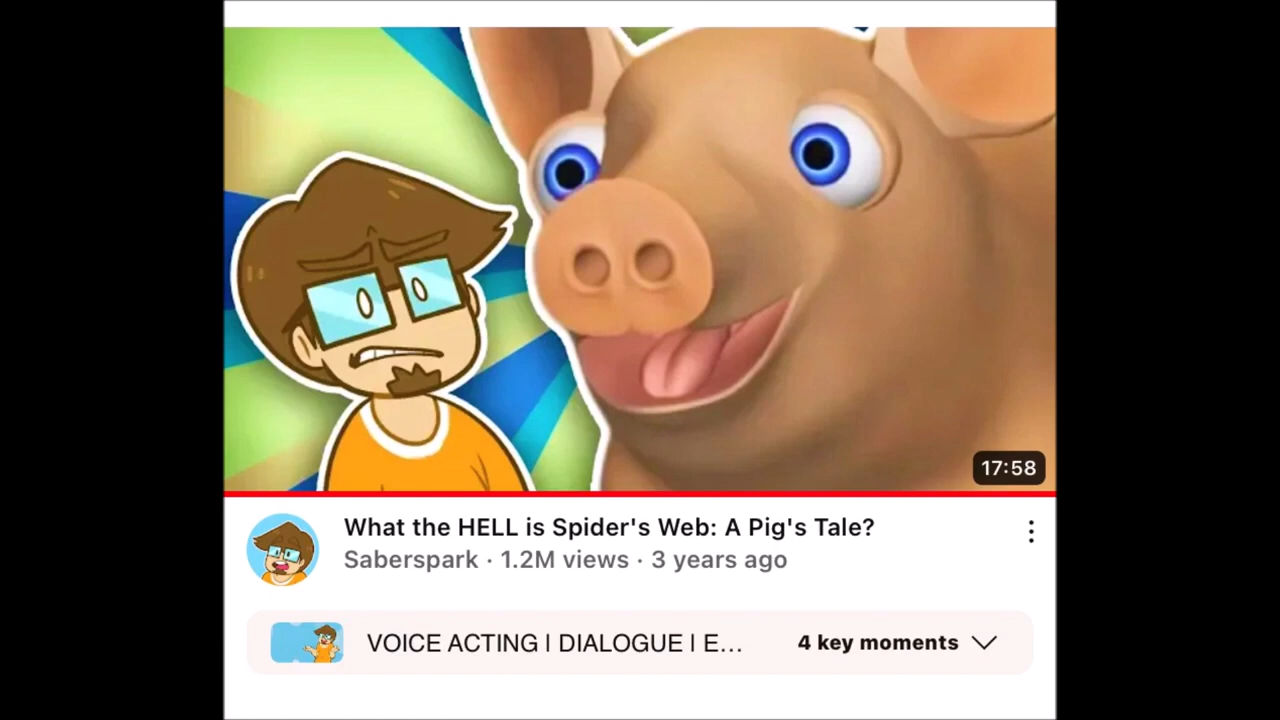 17:58
What the HELL is Spider's Web: A Pig's Tale?
Saberspark · 1.2M views · 3 years ago
VOICE ACTING | DIALOGUE | E... 4 key moments